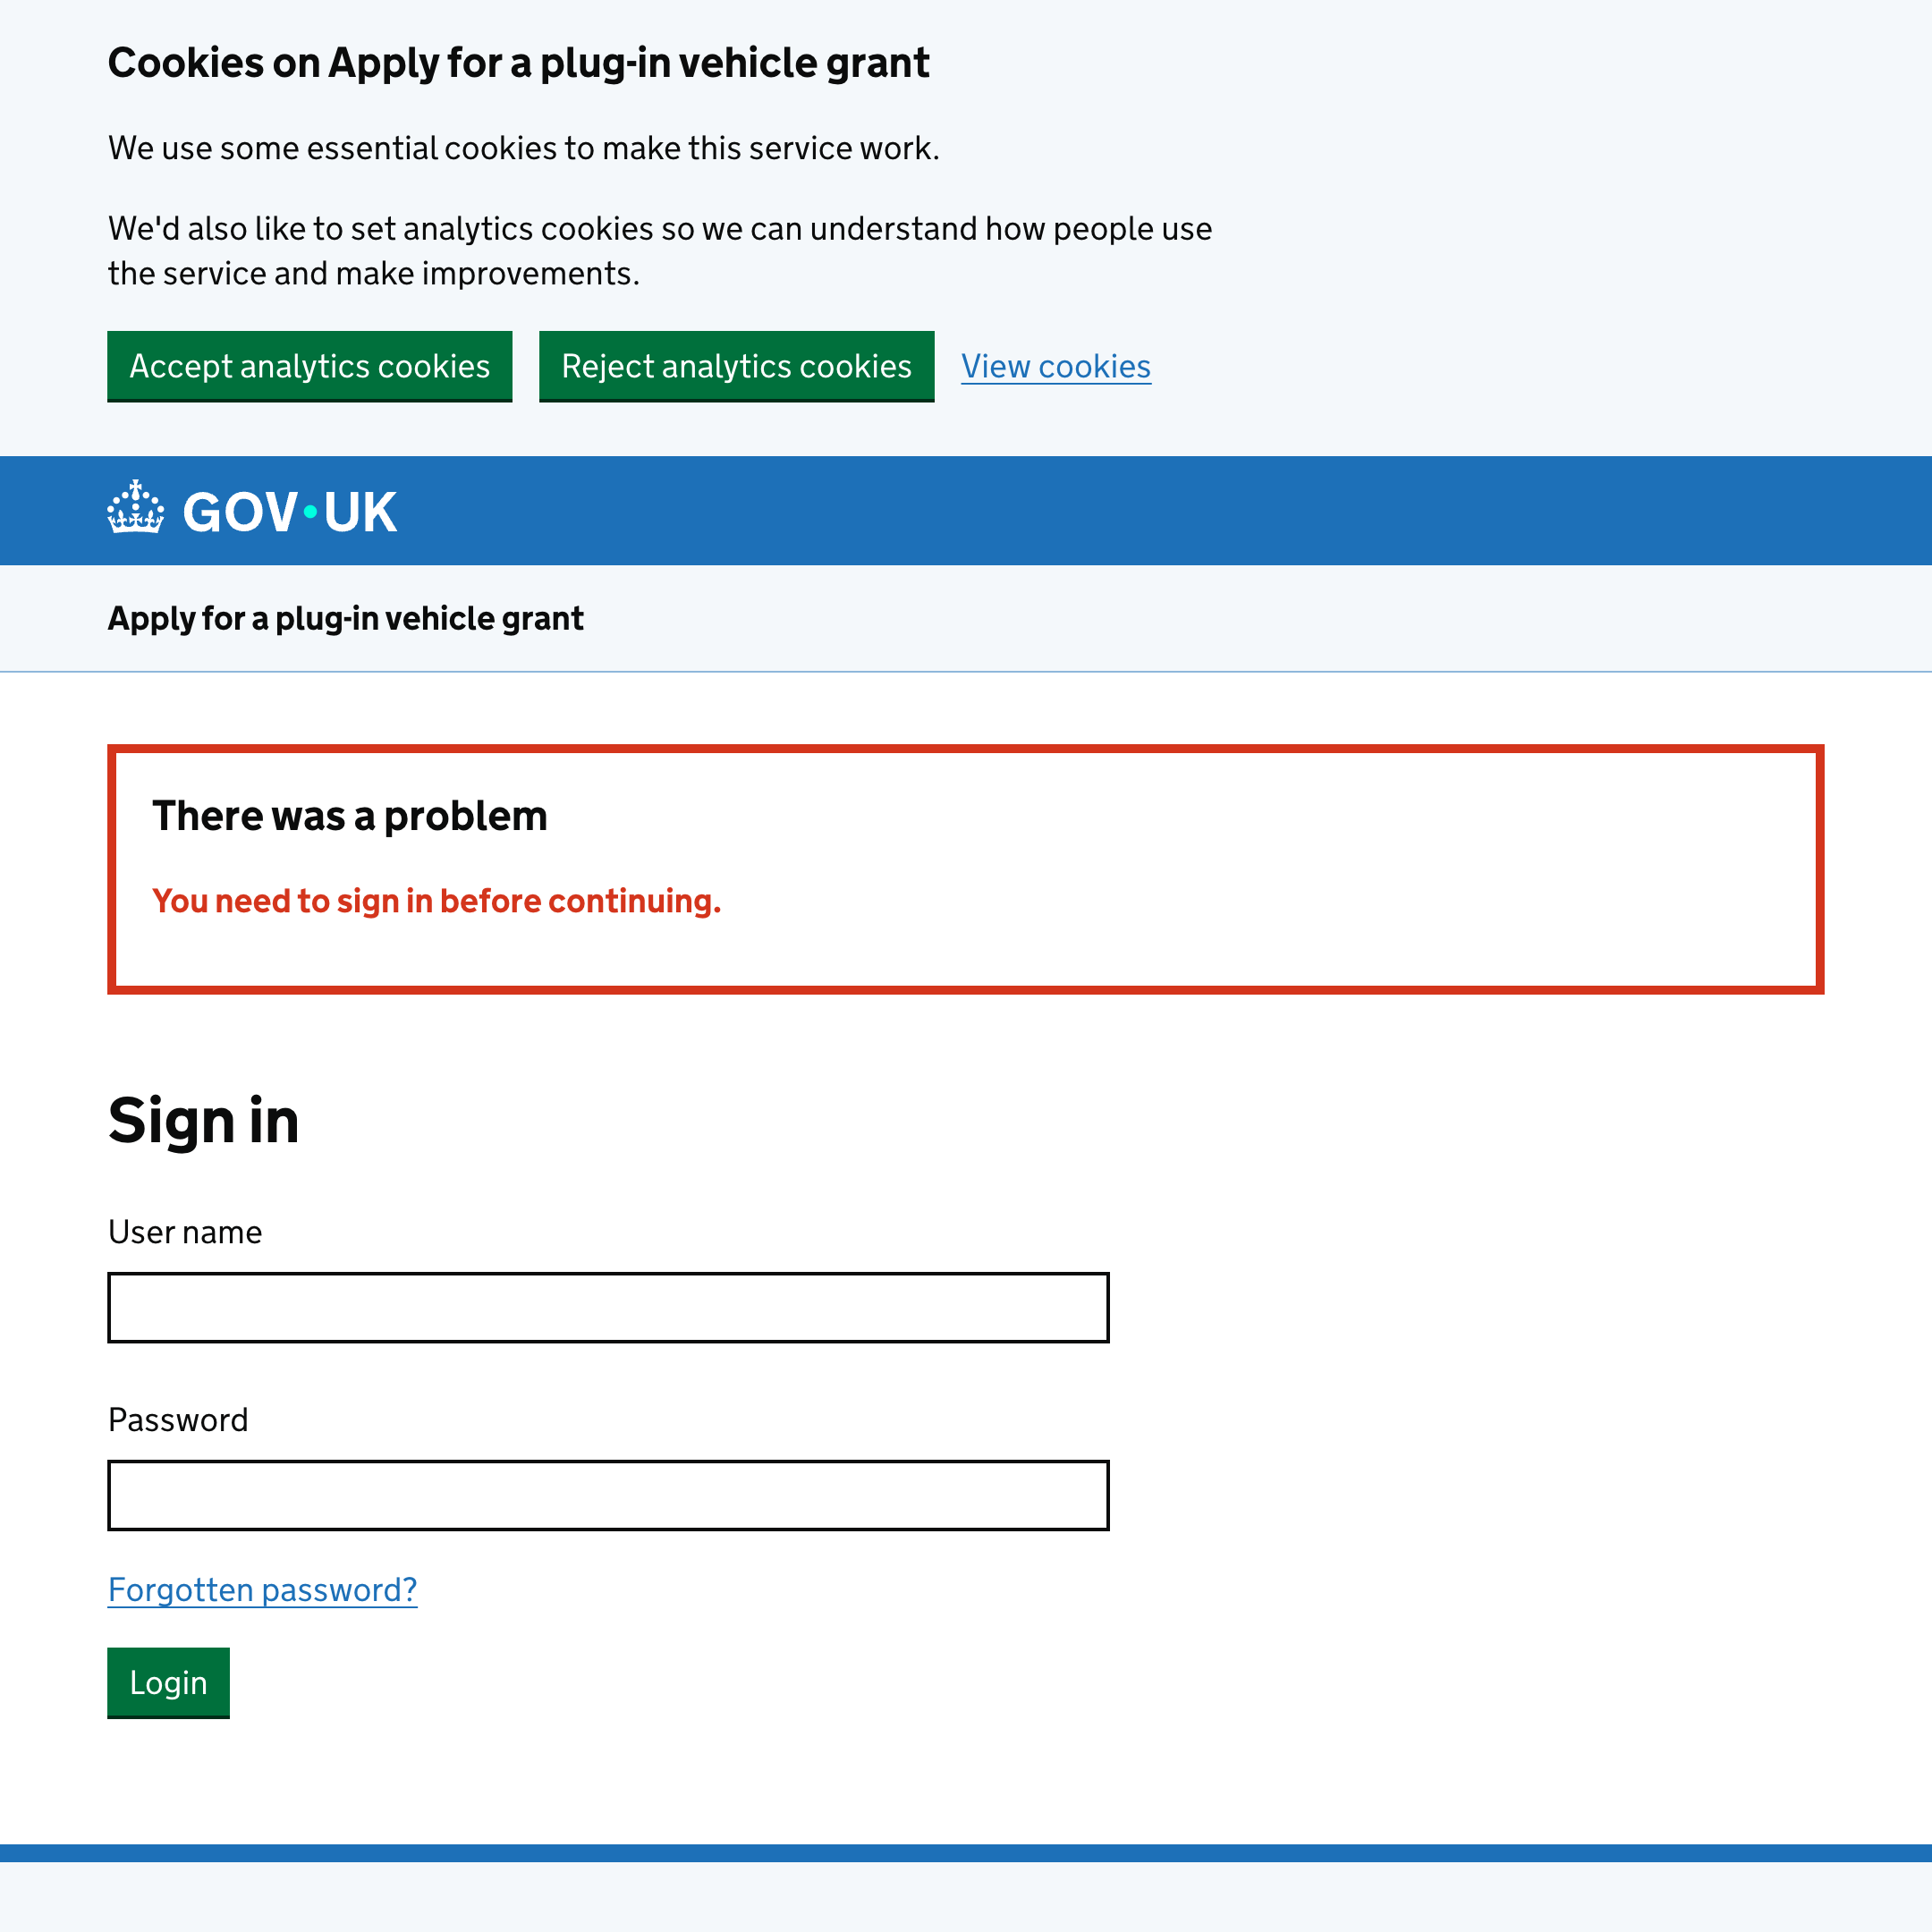 Cookies on Apply for a plug-in vehicle grant
We use some essential cookies to make this service work.
We'd also like to set analytics cookies so we can understand how people use
the service and make improvements.
Accept analytics cookies Reject analytics cookies View cookies
GOV·UK
Apply for a plug-in vehicle grant
There was a problem
You need to sign in before continuing.
Sign in
User name
Password
Forgotten password?
Login